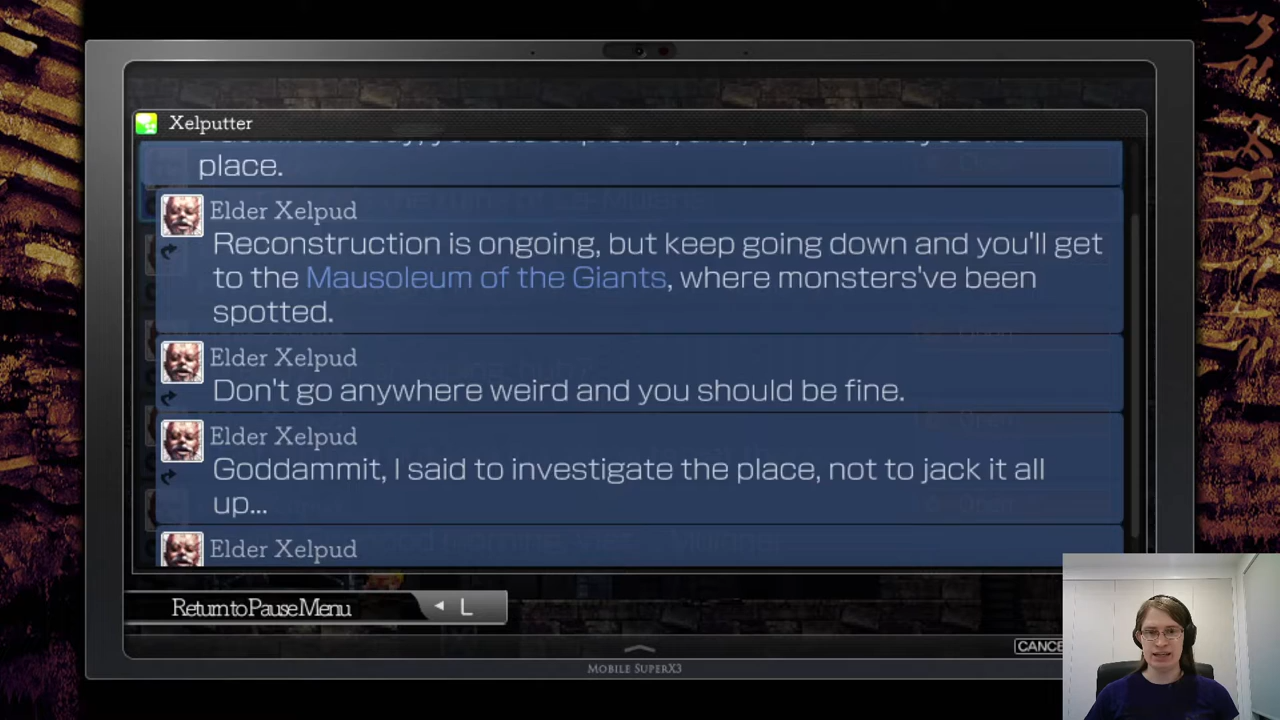 Xelputter
place.
Elder Xelpud
Reconstruction is ongoing, but keep going down and you'll get
to the Mausoleum of the Giants, where monsters've been
spotted.
Elder Xelpud
Don't go anywhere weird and you should be fine.
Elder Xelpud
Goddammit, I said to investigate the place, not to jack it all
up...
Elder Xelpud
Return to Pause Menu
L
CANCE
MOBILE SUPERX3